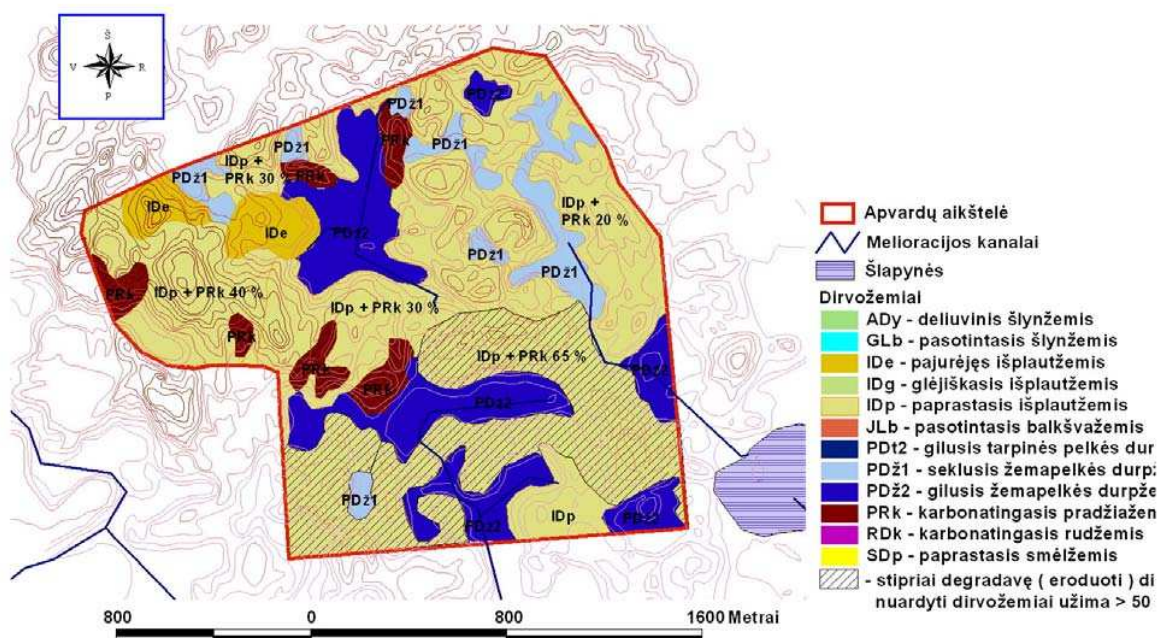 Š
V R
P
PDž2
PDž1
PRk
PDž1
PDž1
IDp +
PRk 30 %
PRk
PDž1
IDe
IDp +
PRk 20 %
IDe
PDž2
PDž1
PDž1
PRk
IDp + PRk 40 %
IDp + PRk 30 %
PRk
IDp + PRk 65 %
PRk
PRk
PDž2
PDž2
PDž1
PDž2
IDp
PDž2
Apvardų aikštelė
Melioracijos kanalai
Šlapynės
Dirvožemiai
ADy - deliuvinis šlynžemis
GLb - pasotintasis šlynžemis
IDe - pajurėjęs išplautžemis
IDg - glėjiškasis išplautžemis
IDp - paprastasis išplautžemis
JLb - pasotintasis balkšvažemis
PDt2 - gilusis tarpinės pelkės dur
PDž1 - seklusis žemapelkės durpž
PDž2 - gilusis žemapelkės durpže
PRk - karbonatingasis pradžiažen
RDk - karbonatingasis rudžemis
SDp - paprastasis smėlžemis
- stipriai degradavę ( eroduoti ) di
nuardyti dirvožemiai užima > 50
800 0 800 1600 Metrai